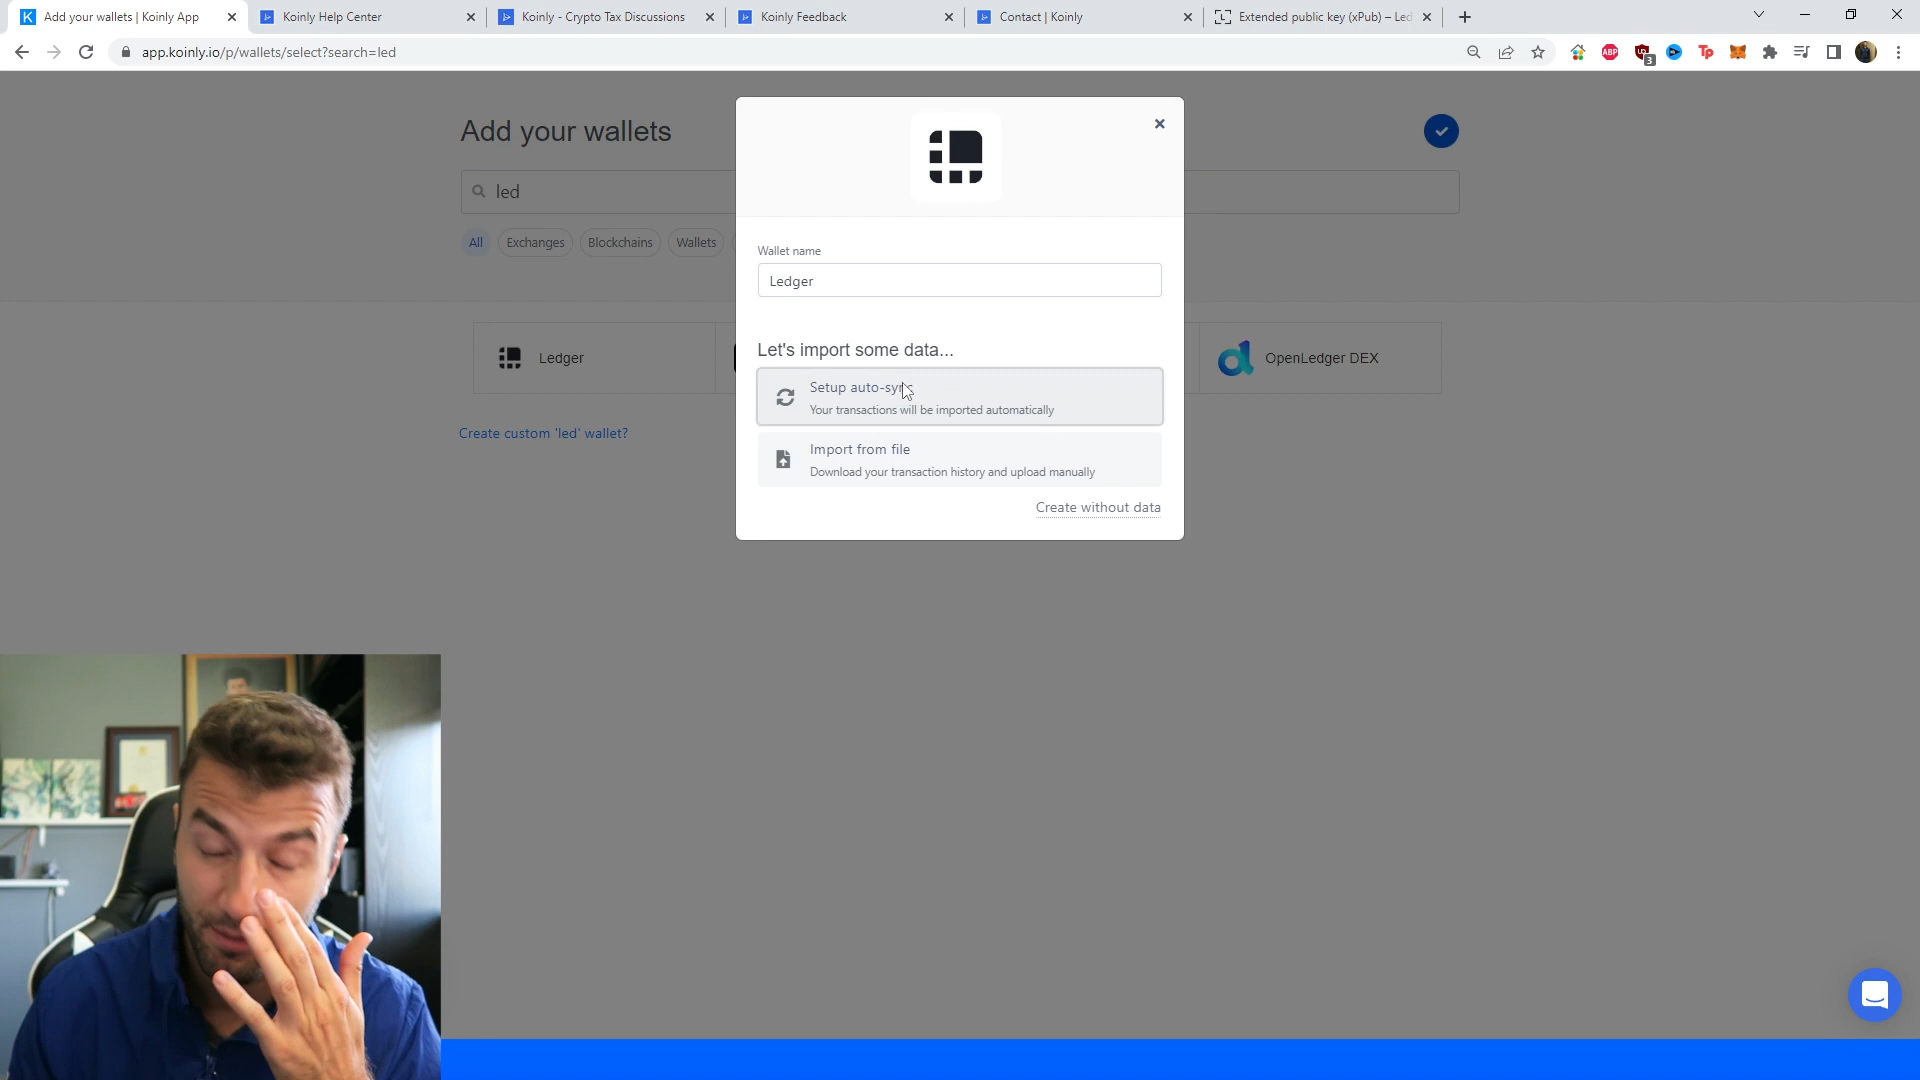 Add your wallets | Koinly App
Koinly Help Center
Koinly - Crypto Tax Discussions
Koinly Feedback
Contact | Koinly
Extended public key (xPub) – Led
app.koinly.io/p/wallets/select?search=led
ABP
3
Tp
Add your wallets
led
All
Exchanges
Blockchains
Wallets
Wallet name
Ledger
Let's import some data...
Setup auto-sync
Your transactions will be imported automatically
Import from file
Download your transaction history and upload manually
Create without data
Ledger
OpenLedger DEX
Create custom 'led' wallet?